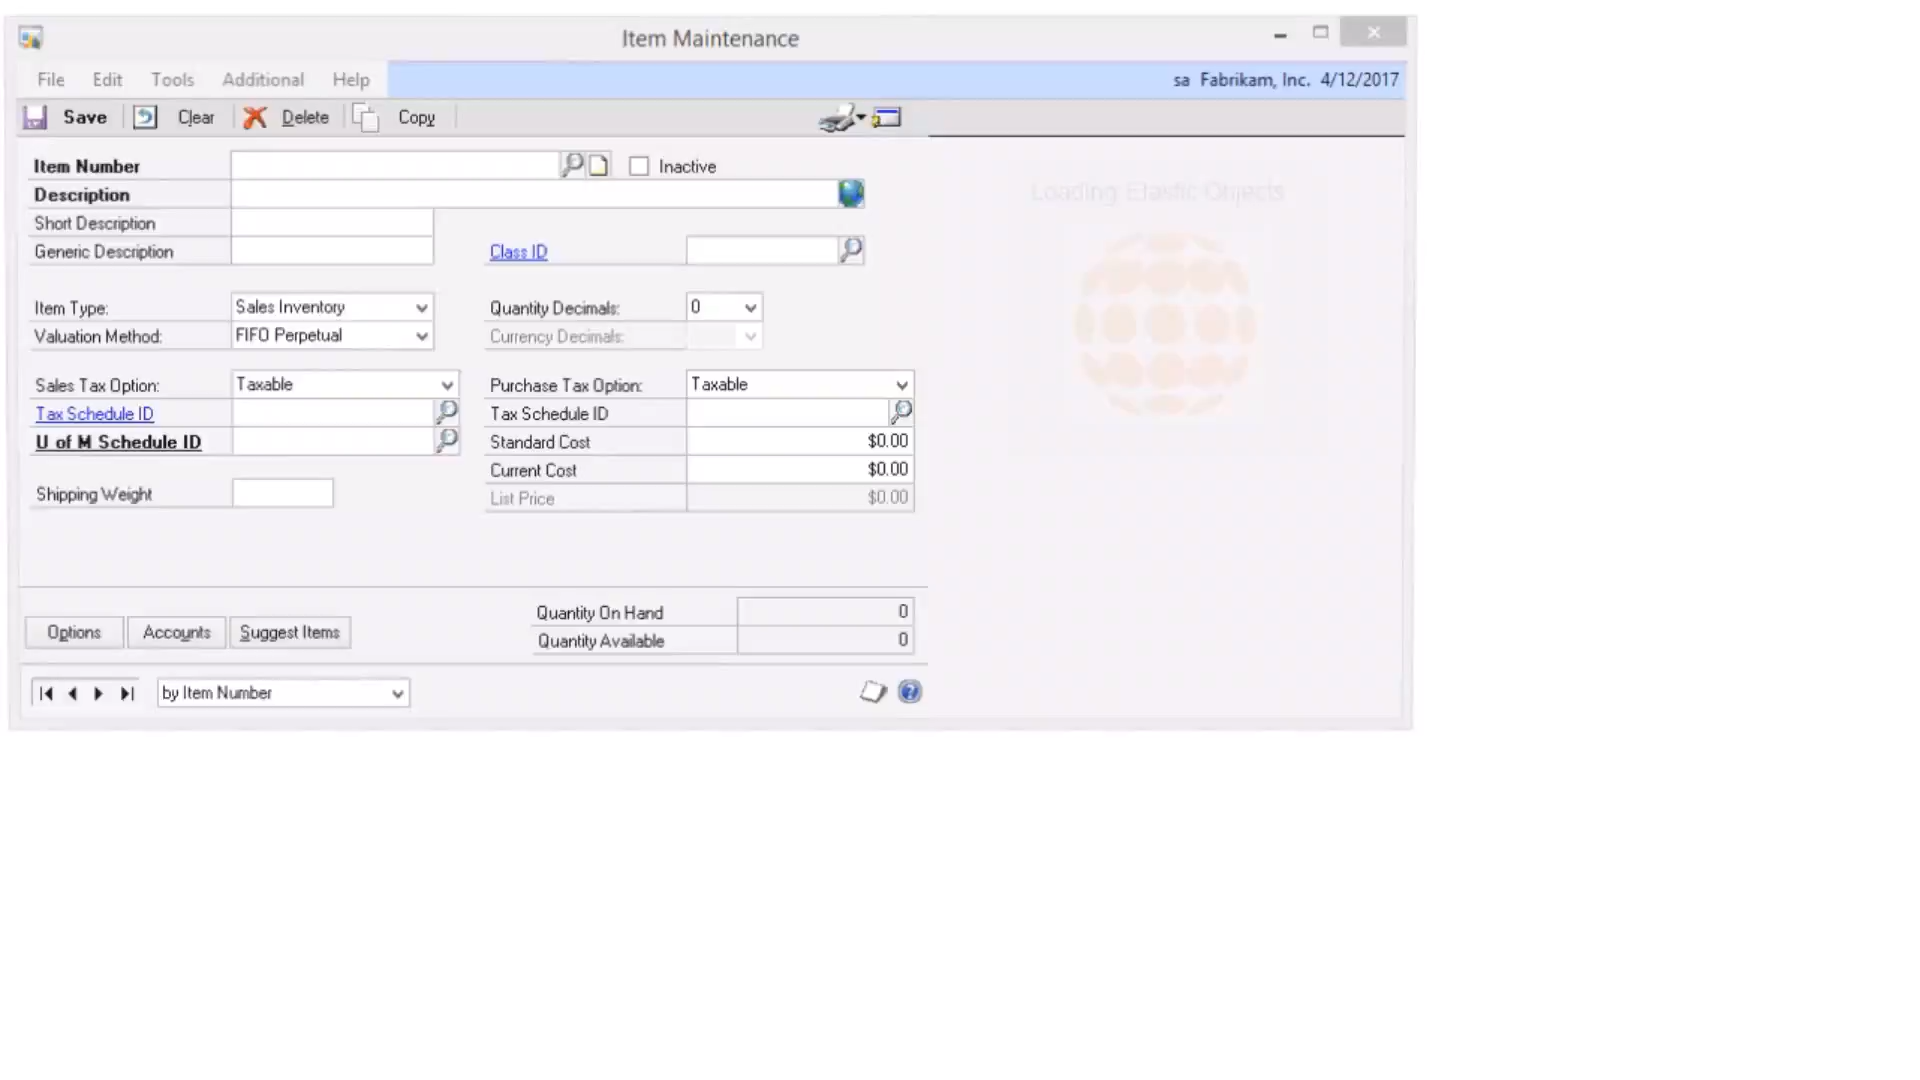 Item Maintenance
File Edit Tools Additional Help sa Fabrikam, Inc. 4/12/2017
Save Clear Delete Copy
Item Number Inactive
Description
Loading Elastic Objects
Short Description
Generic Description Class ID
Item Type: Sales Inventory Quantity Decimals: 0
Valuation Method: FIFO Perpetual Currency Decimals:
Sales Tax Option: Taxable Purchase Tax Option: Taxable
Tax Schedule ID Tax Schedule ID
U of M Schedule ID Standard Cost $0.00
Current Cost $0.00
Shipping Weight List Price $0.00
Quantity On Hand 0
Options Accounts Suggest Items
Quantity Available 0
by Item Number